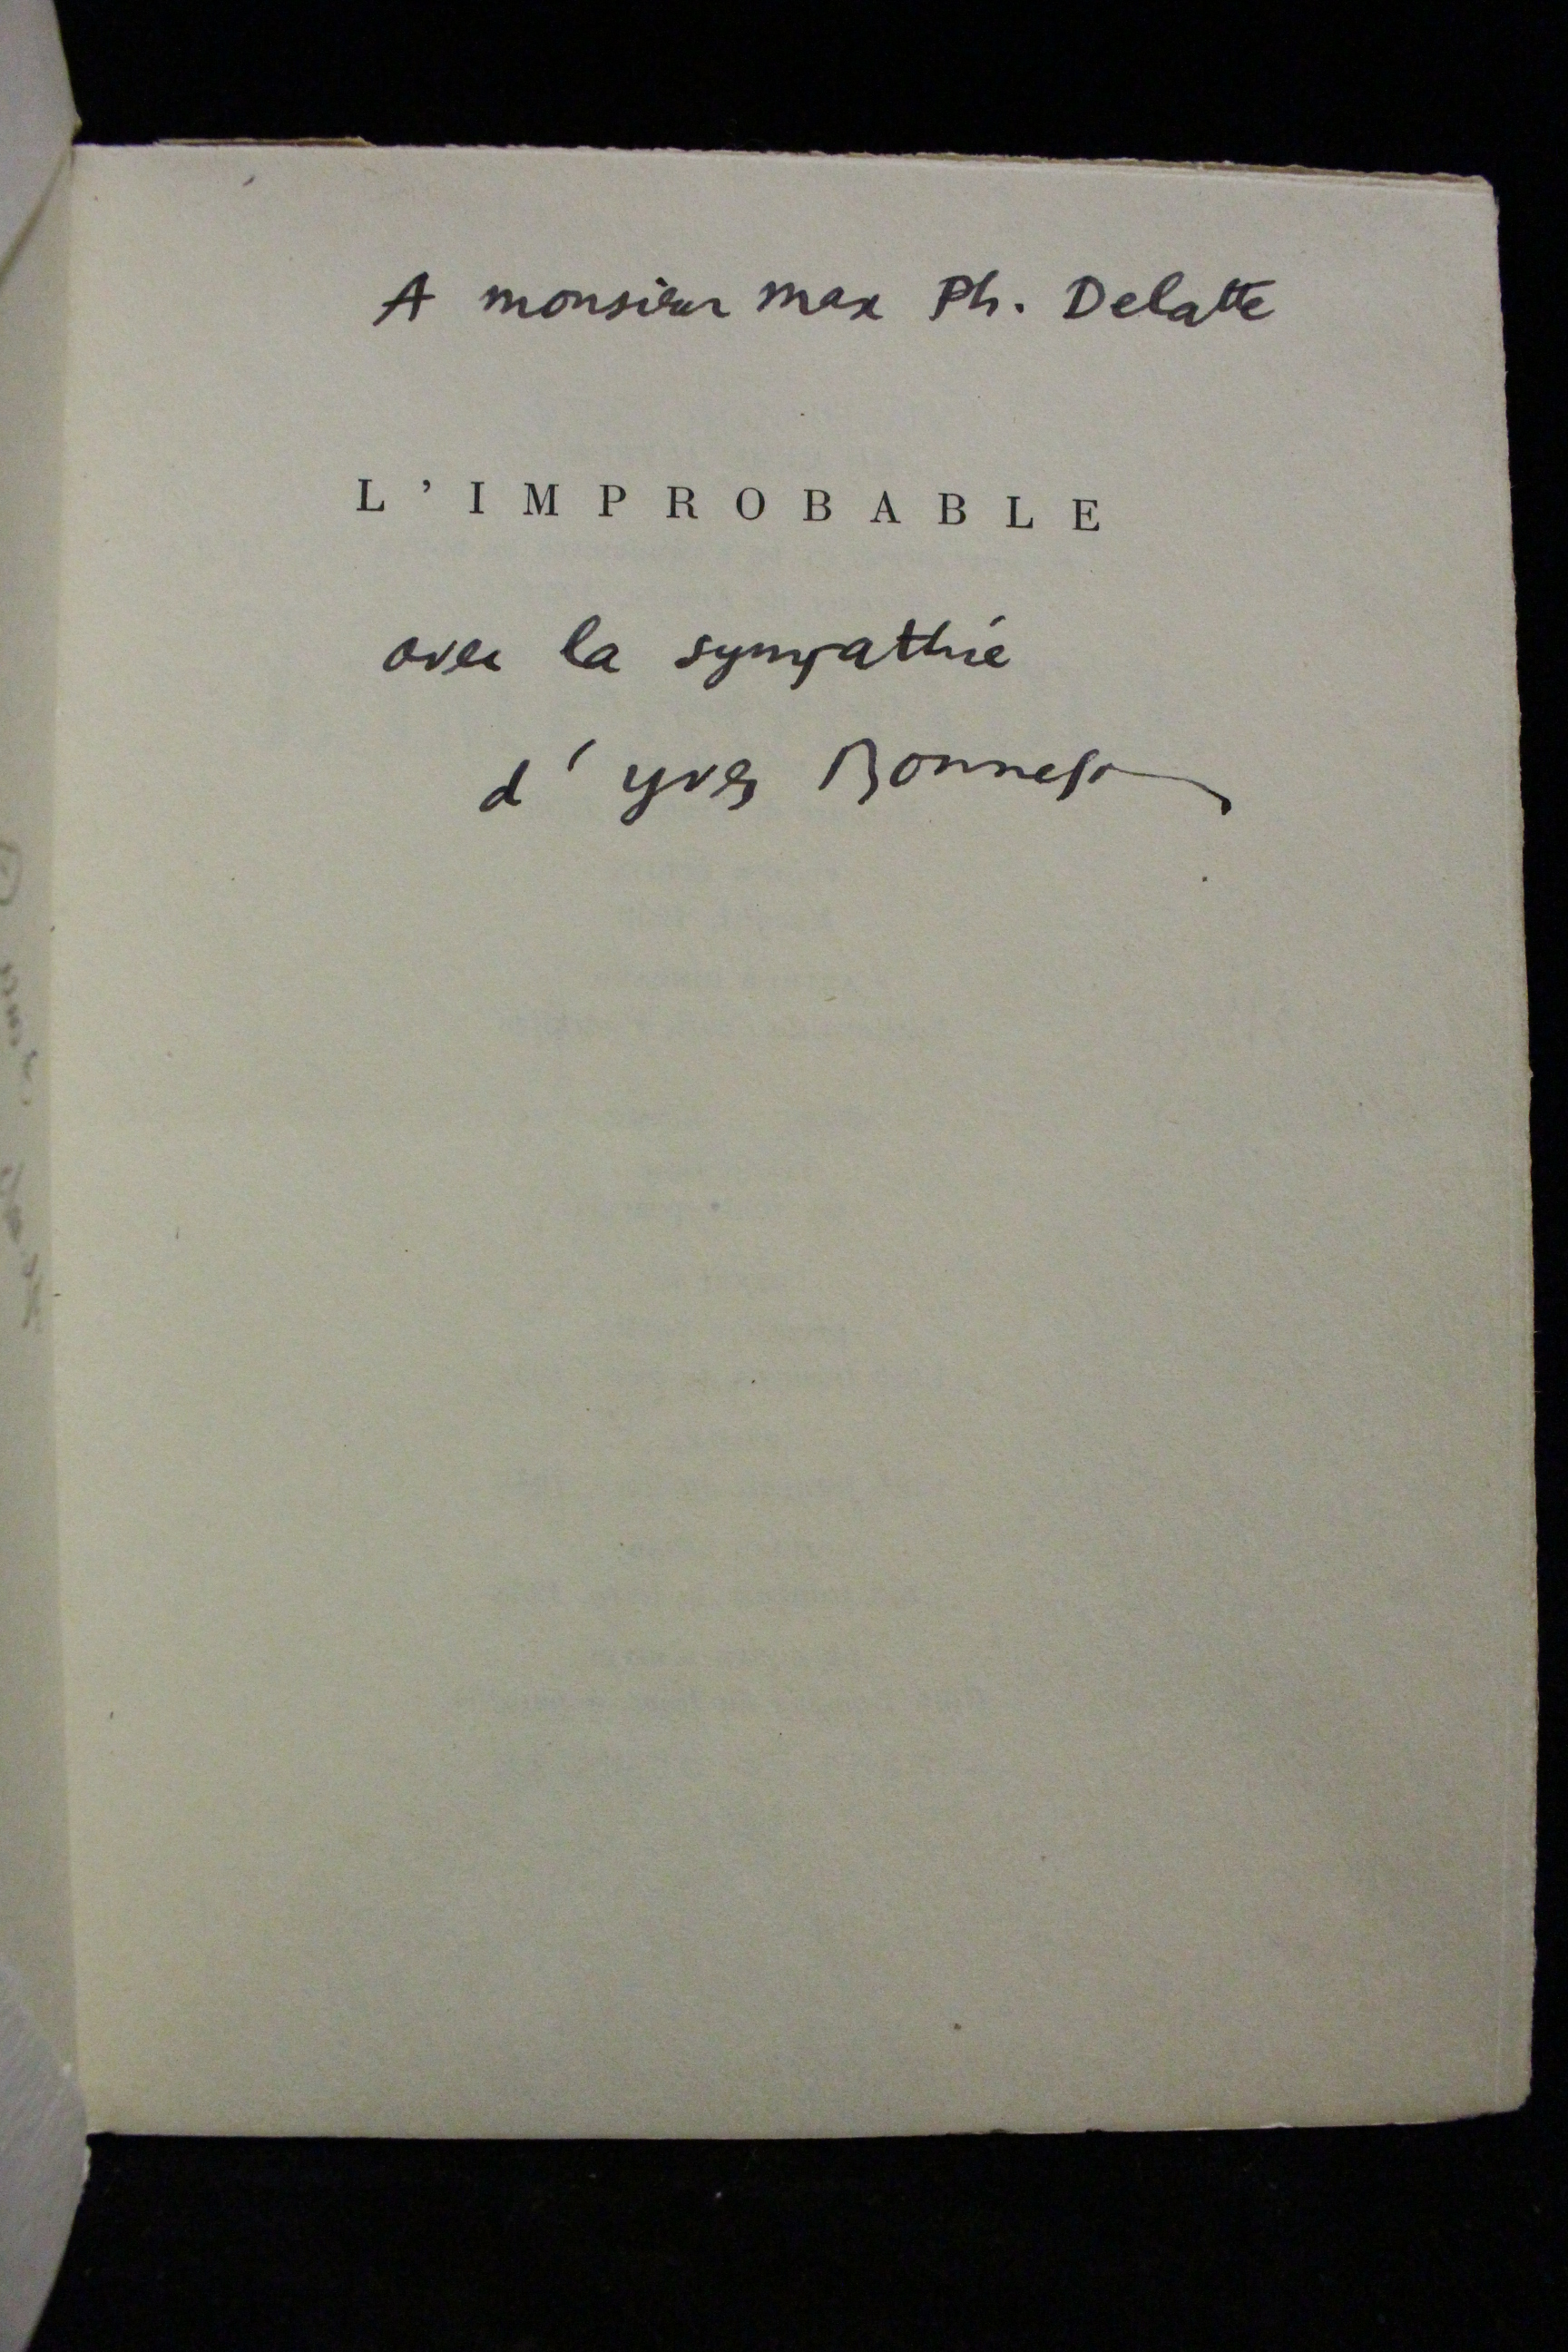 A monsieur Max Ph. Delatte
L'IMPROBABLE
avec la sympathie
d'Yves Bonnefoy